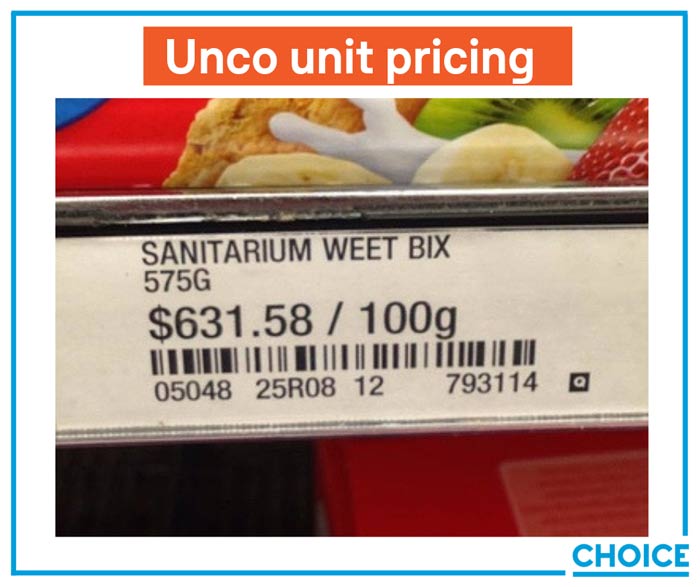 Unco unit pricing
SANITARIUM WEET BIX
575G
$631.58 / 100g
05048 25R08 12 793114
CHOICE